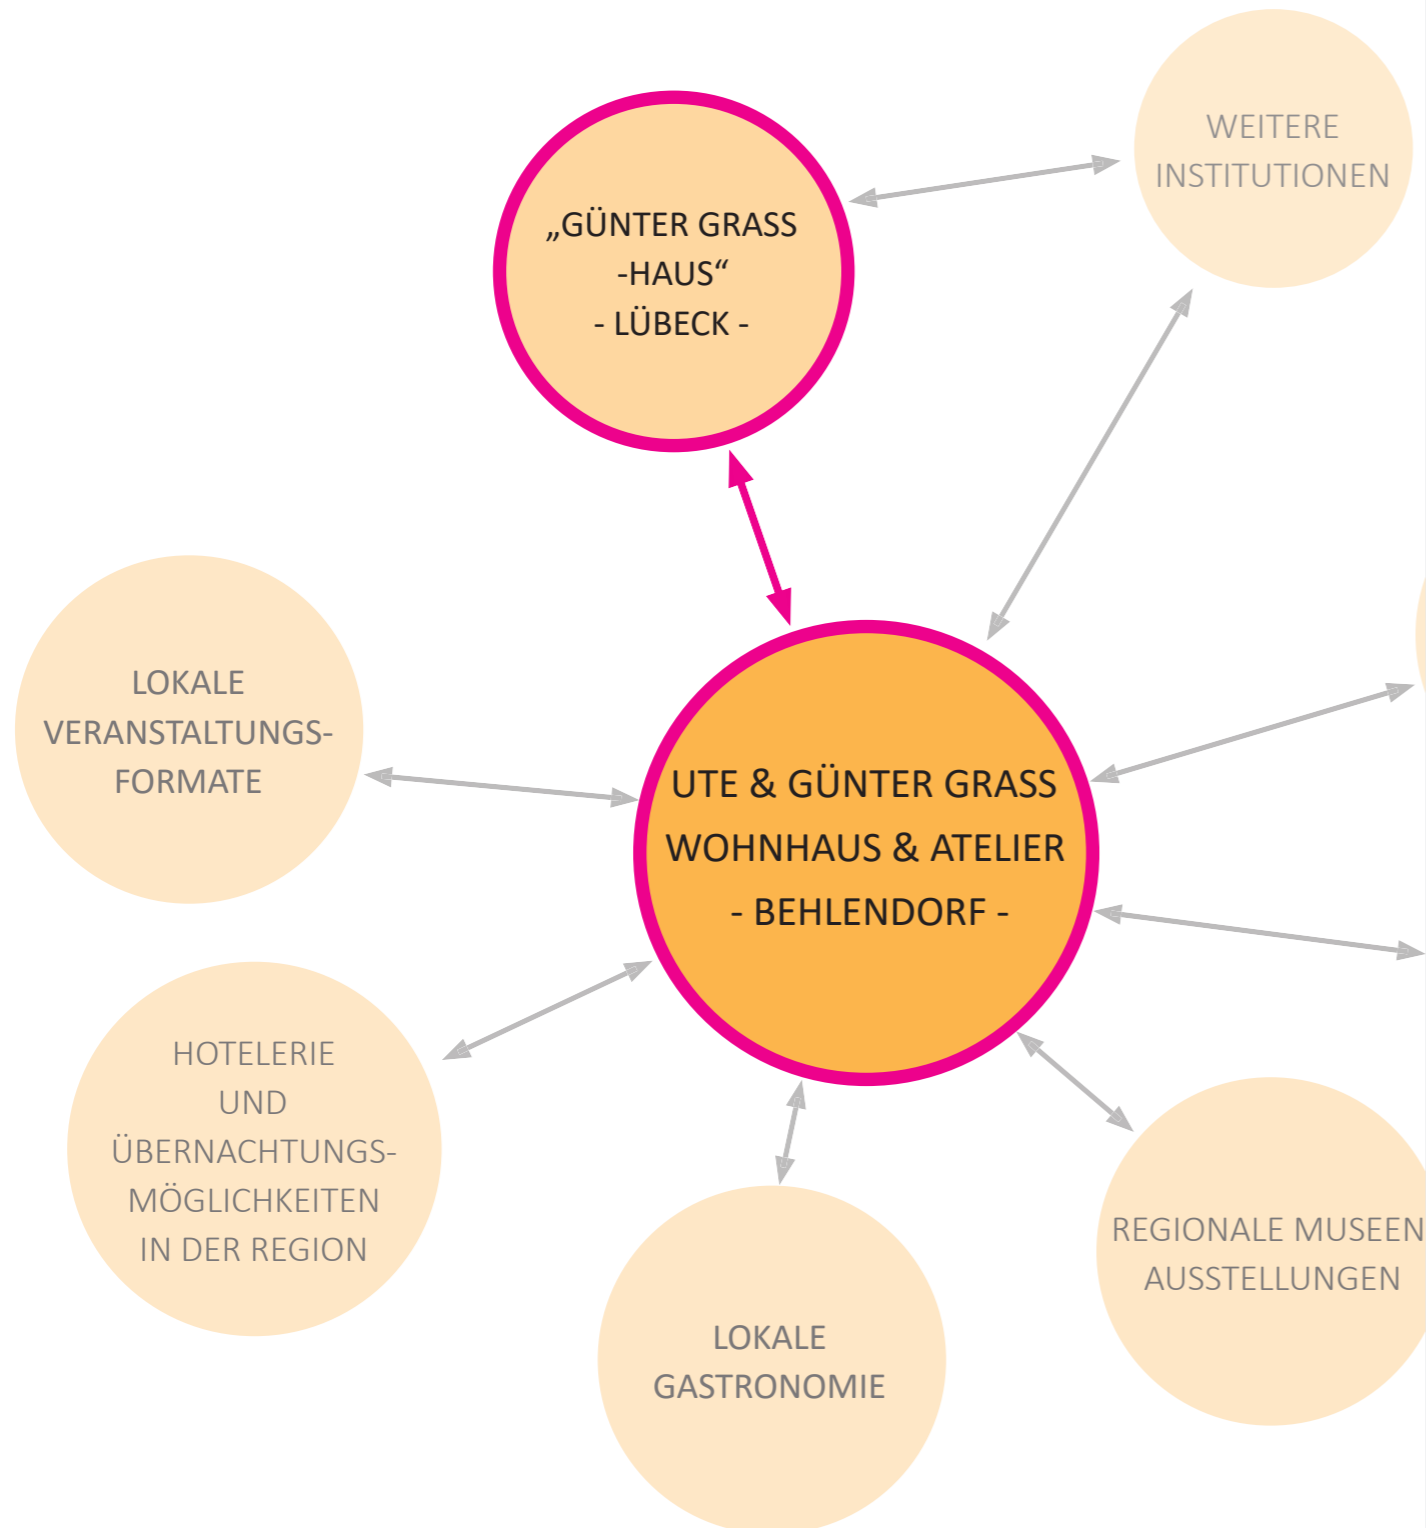 WEITERE
INSTITUTIONEN
„GÜNTER GRASS
-HAUS“
- LÜBECK -
LOKALE
VERANSTALTUNGS-
FORMATE
UTE & GÜNTER GRASS
WOHNHAUS & ATELIER
- BEHLENDORF -
HOTELERIE
UND
ÜBERNACHTUNGS-
MÖGLICHKEITEN
IN DER REGION
REGIONALE MUSEEN
AUSSTELLUNGEN
LOKALE
GASTRONOMIE